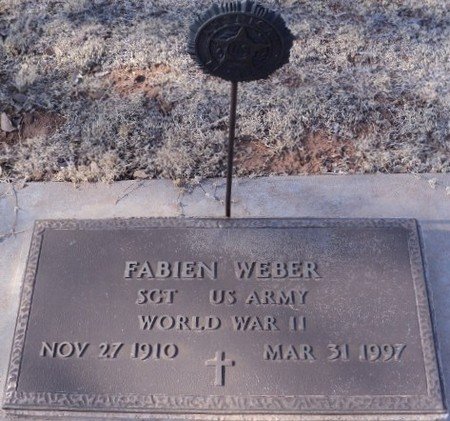 FABIEN WEBER
SGT US ARMY
WORLD WAR II
NOV 27 1910 MAR 31 1997